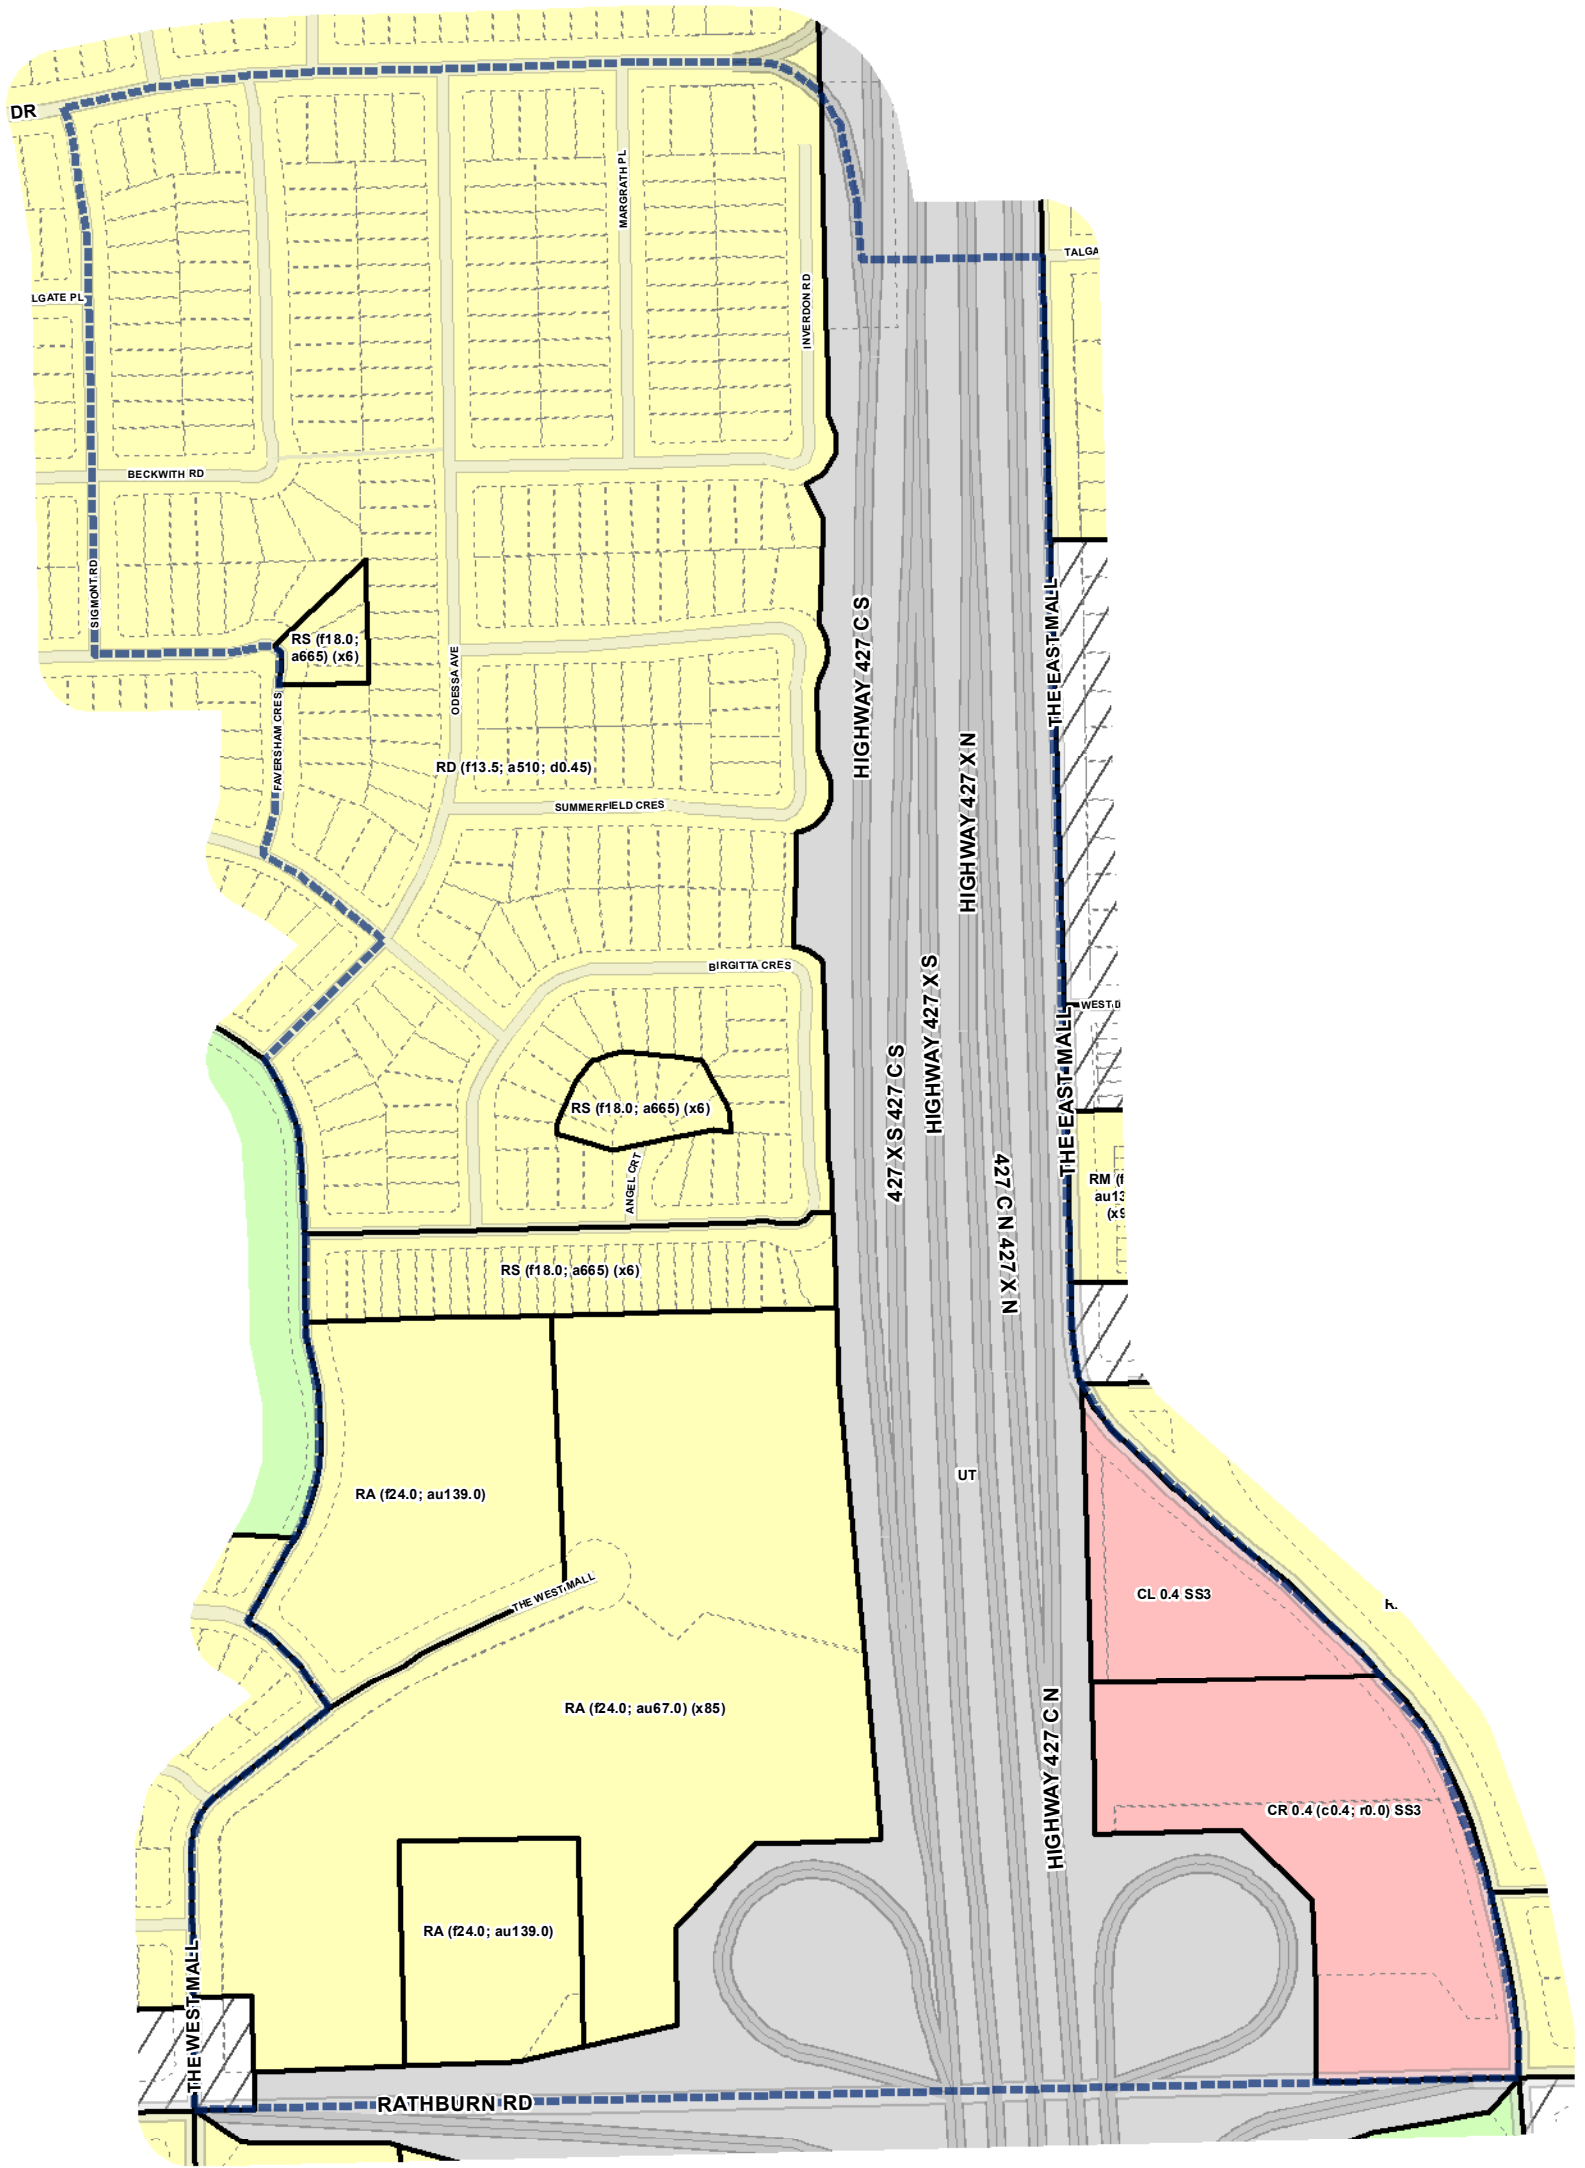 DR
MARGRATH PL
TALGA
INVERDON RD
LGATE PL
BECKWITH RD
SIGMONT RD
RS (f18.0;
a665) (x6)
HIGHWAY 427 C S
THE EAST MALL
ODESSA AVE
FAVERSHAM CRES
RD (f13.5; a510; d0.45)
HIGHWAY 427 X N
SUMMERFIELD CRES
BIRGITTA CRES
HIGHWAY 427 X S
WEST D
THE EAST MALL
427 X S 427 C S
RS (f18.0; a665) (x6)
ANGEL CRT
427 C N 427 X N
RM (f
au13
(x9
RS (f18.0; a665) (x6)
UT
RA (f24.0; au139.0)
THE WEST MALL
CL 0.4 SS3
R.
RA (f24.0; au67.0) (x85)
HIGHWAY 427 C N
CR 0.4 (c0.4; r0.0) SS3
RA (f24.0; au139.0)
THE WEST MALL
RATHBURN RD